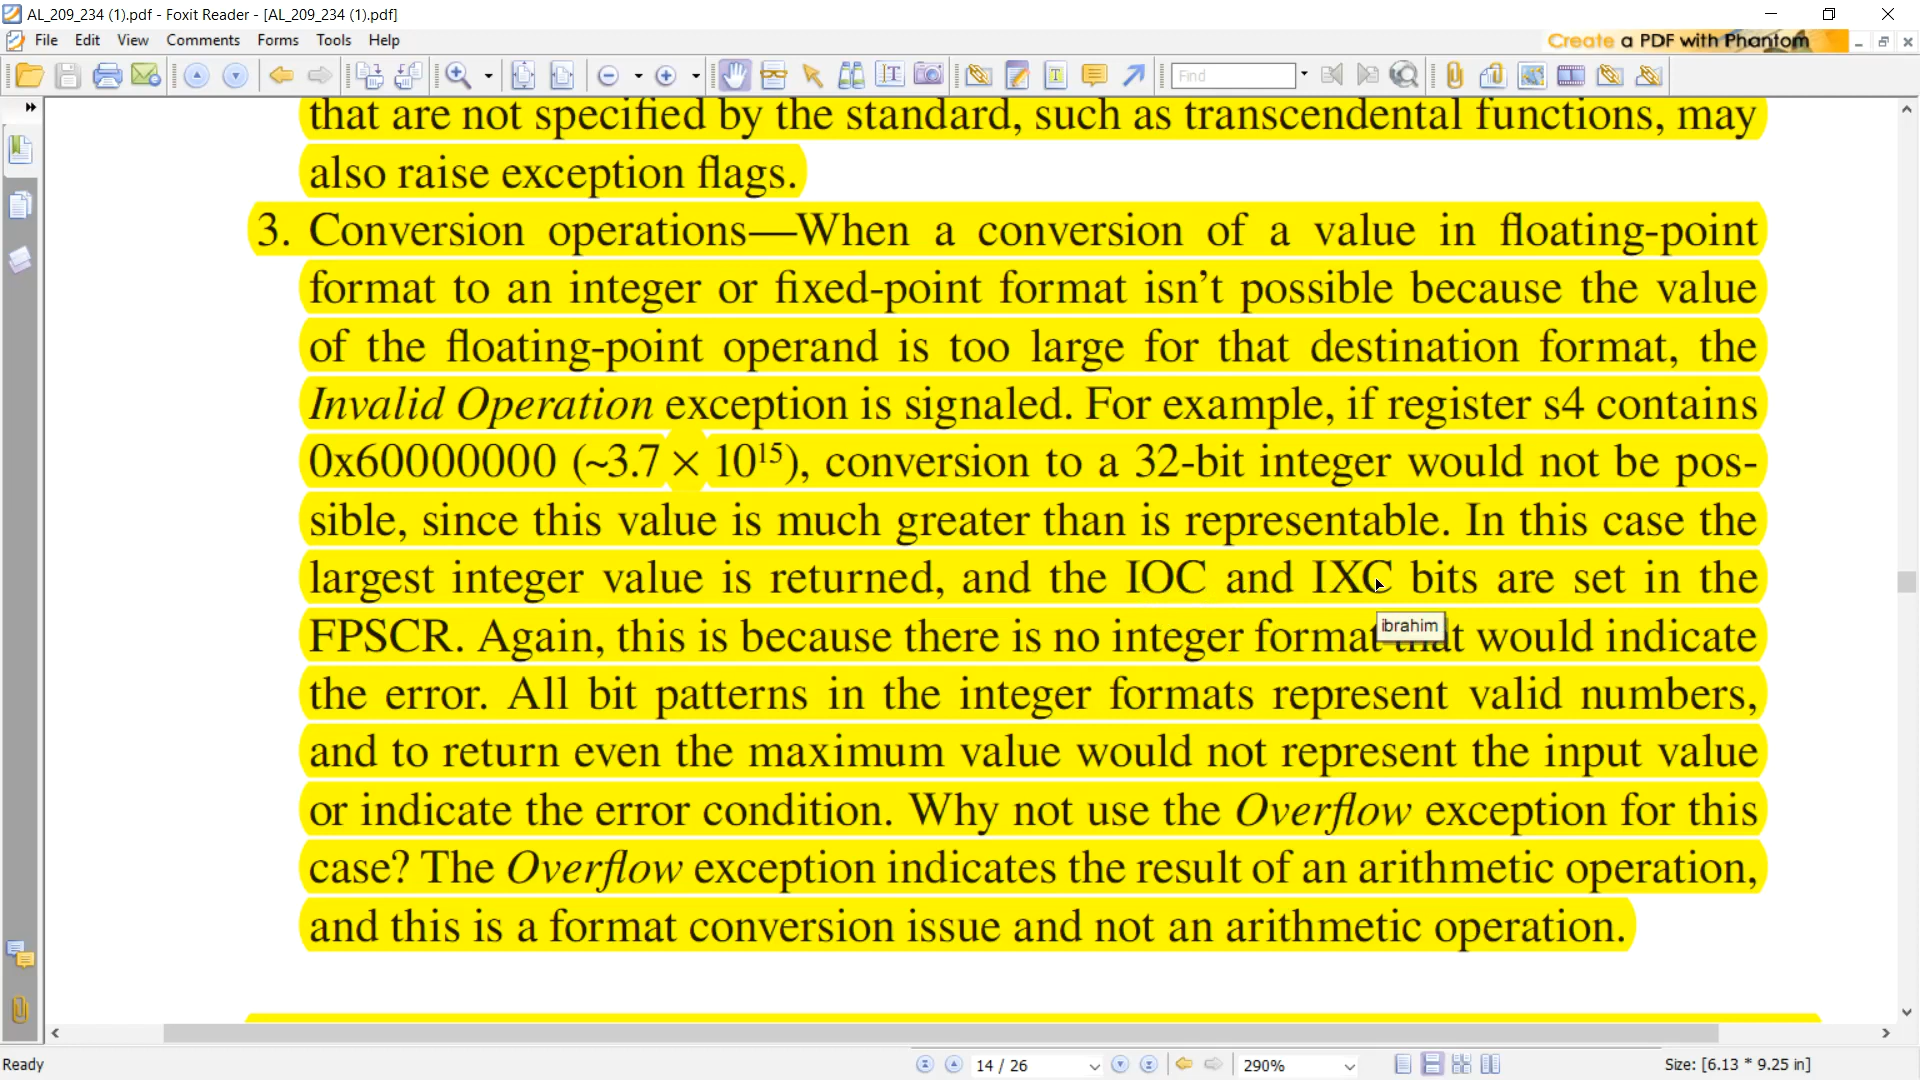 AL_209_234 (1).pdf - Foxit Reader - [AL_209_234 (1).pdf]
File Edit View Comments Forms Tools Help
Create a PDF with Phantom
Find
that are not specified by the standard, such as transcendental functions, may
also raise exception flags.
3. Conversion operations—When a conversion of a value in floating-point
format to an integer or fixed-point format isn't possible because the value
of the floating-point operand is too large for that destination format, the
Invalid Operation exception is signaled. For example, if register s4 contains
0x60000000 (~3.7 × 10¹⁵), conversion to a 32-bit integer would not be pos-
sible, since this value is much greater than is representable. In this case the
largest integer value is returned, and the IOC and IXC bits are set in the
ibrahim
FPSCR. Again, this is because there is no integer format that would indicate
the error. All bit patterns in the integer formats represent valid numbers,
and to return even the maximum value would not represent the input value
or indicate the error condition. Why not use the Overflow exception for this
case? The Overflow exception indicates the result of an arithmetic operation,
and this is a format conversion issue and not an arithmetic operation.
Ready 14 / 26 290% Size: [6.13 * 9.25 in]